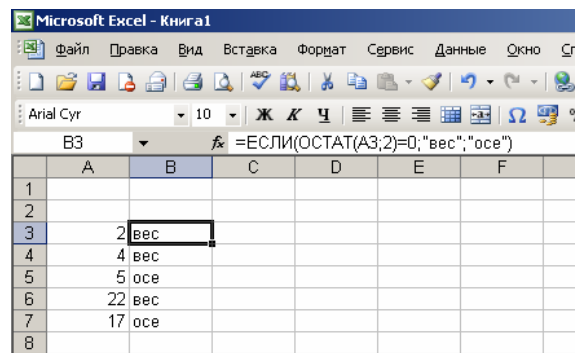 Microsoft Excel - Книга1
Файл Правка Вид Вставка Формат Сервис Данные Окно
Arial Cyr 10 Ж К Ч
B3 fx =ЕСЛИ(ОСТАТ(A3;2)=0;"вес";"осе")
A B C D E F
1
2
3 2 вес
4 4 вес
5 5 осе
6 22 вес
7 17 осе
8